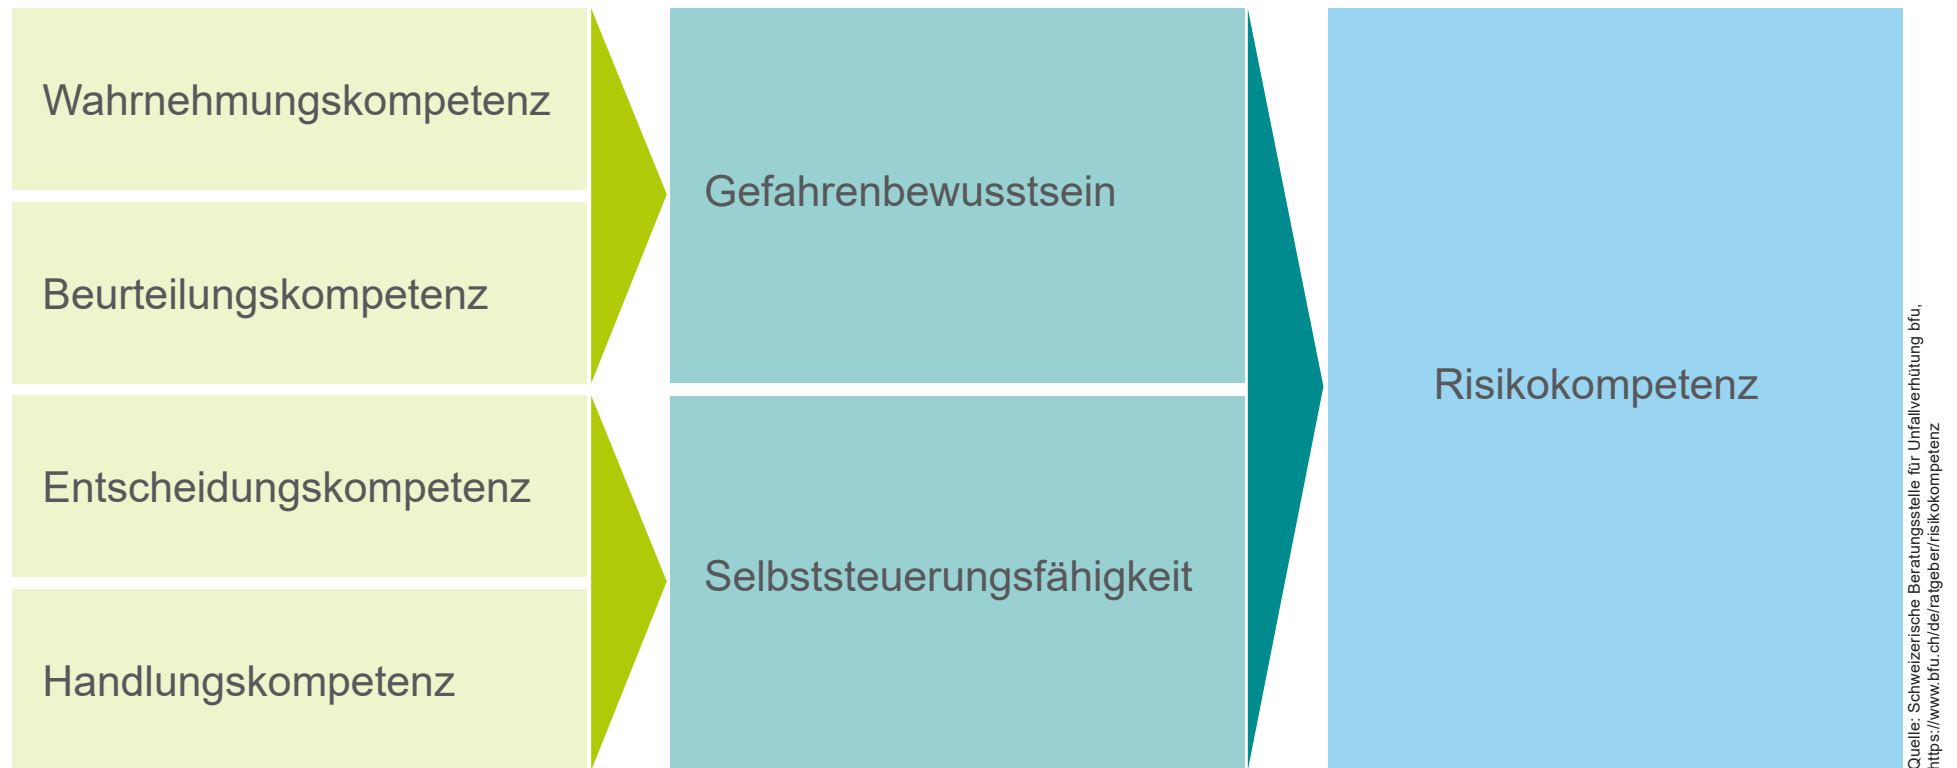 Wahrnehmungskompetenz
Beurteilungskompetenz
Entscheidungskompetenz
Handlungskompetenz
Gefahrenbewusstsein
Selbststeuerungsfähigkeit
Risikokompetenz
Quelle: Schweizerische Beratungsstelle für Unfallverhütung bfu,
https://www.bfu.ch/de/ratgeber/risikokompetenz